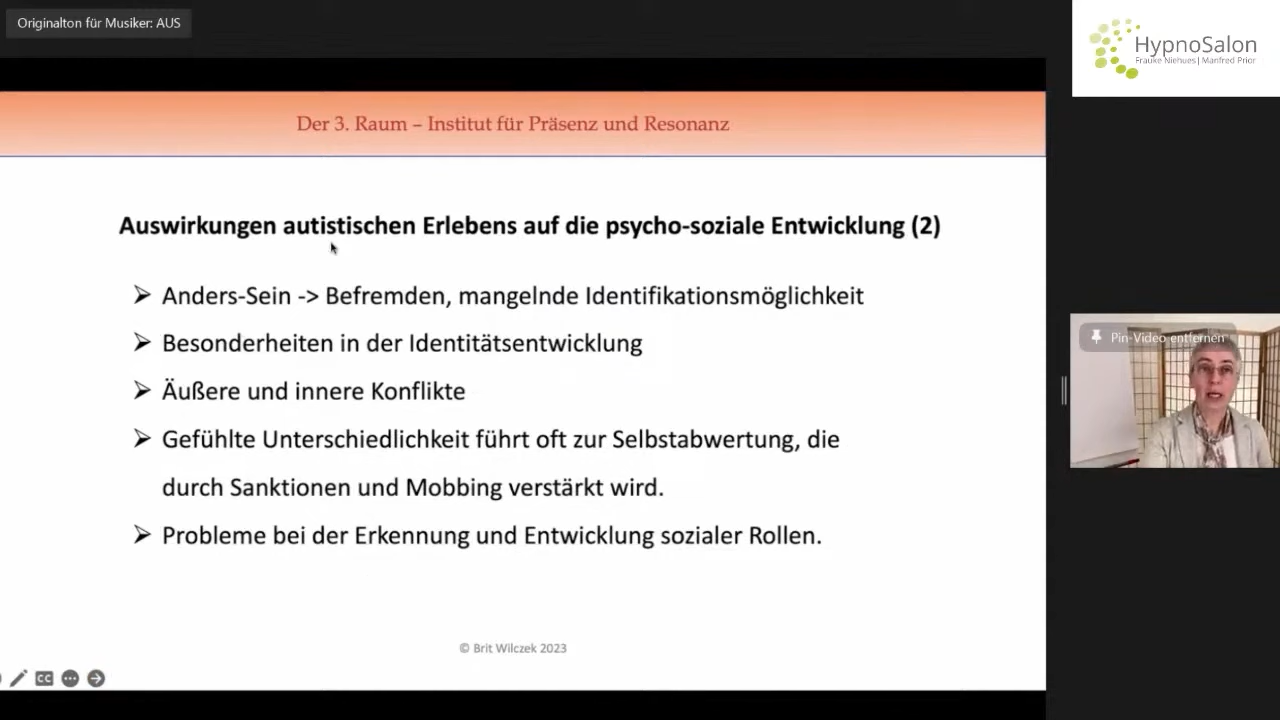 Originalton für Musiker: AUS
HypnoSalon
Frauke Niehues | Manfred Prior
Der 3. Raum – Institut für Präsenz und Resonanz
Auswirkungen autistischen Erlebens auf die psycho-soziale Entwicklung (2)
Anders-Sein -> Befremden, mangelnde Identifikationsmöglichkeit
Besonderheiten in der Identitätsentwicklung
Äußere und innere Konflikte
Gefühlte Unterschiedlichkeit führt oft zur Selbstabwertung, die
durch Sanktionen und Mobbing verstärkt wird.
Probleme bei der Erkennung und Entwicklung sozialer Rollen.
Pin-Video entfernen
© Brit Wilczek 2023
CC